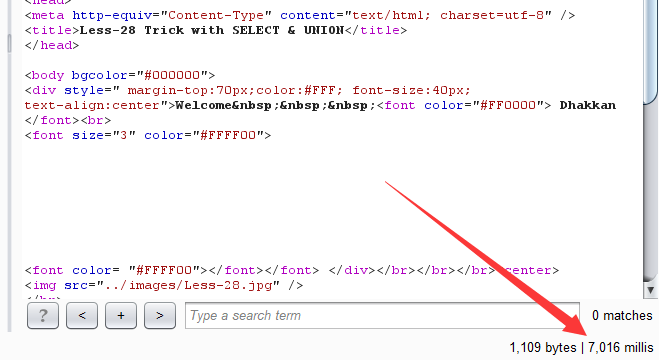 <meta http-equiv="Content-Type" content="text/html; charset=utf-8" />
<title>Less-28 Trick with SELECT & UNION</title>
</head>
<body bgcolor="#000000">
<div style=" margin-top:70px;color:#FFF; font-size:40px;
text-align:center">Welcome&nbsp;&nbsp;&nbsp;<font color="#FF0000"> Dhakkan
</font><br>
<font size="3" color="#FFFF00">
<font color= "#FFFF00"></font></font> </div></br></br></br><center>
<img src="../images/Less-28.jpg" />
? < + > Type a search term 0 matches
1,109 bytes | 7,016 millis